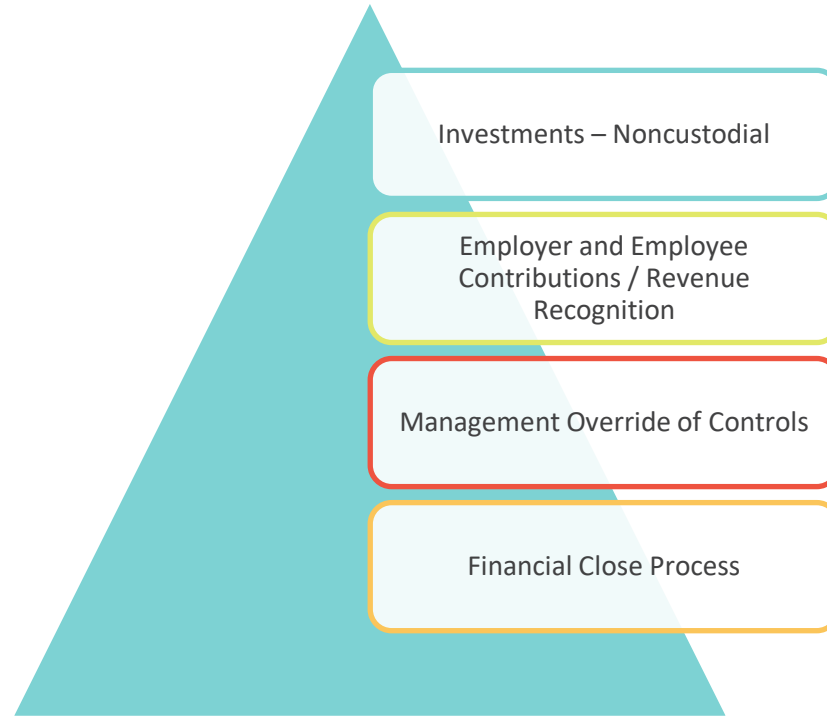 Investments – Noncustodial
Employer and Employee
Contributions / Revenue
Recognition
Management Override of Controls
Financial Close Process